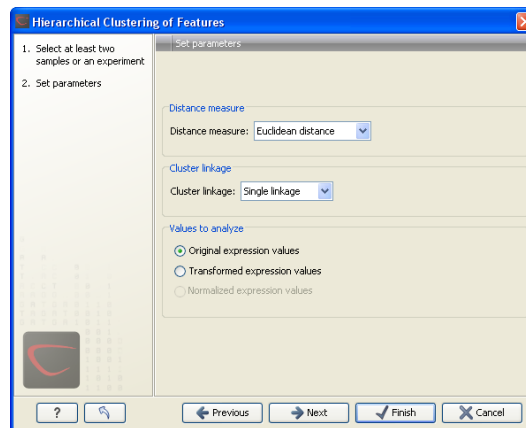 Hierarchical Clustering of Features
1. Select at least two
samples or an experiment
2. Set parameters
Set parameters
Distance measure
Distance measure: Euclidean distance
Cluster linkage
Cluster linkage: Single linkage
Values to analyze
Original expression values
Transformed expression values
Normalized expression values
? Previous Next Finish Cancel